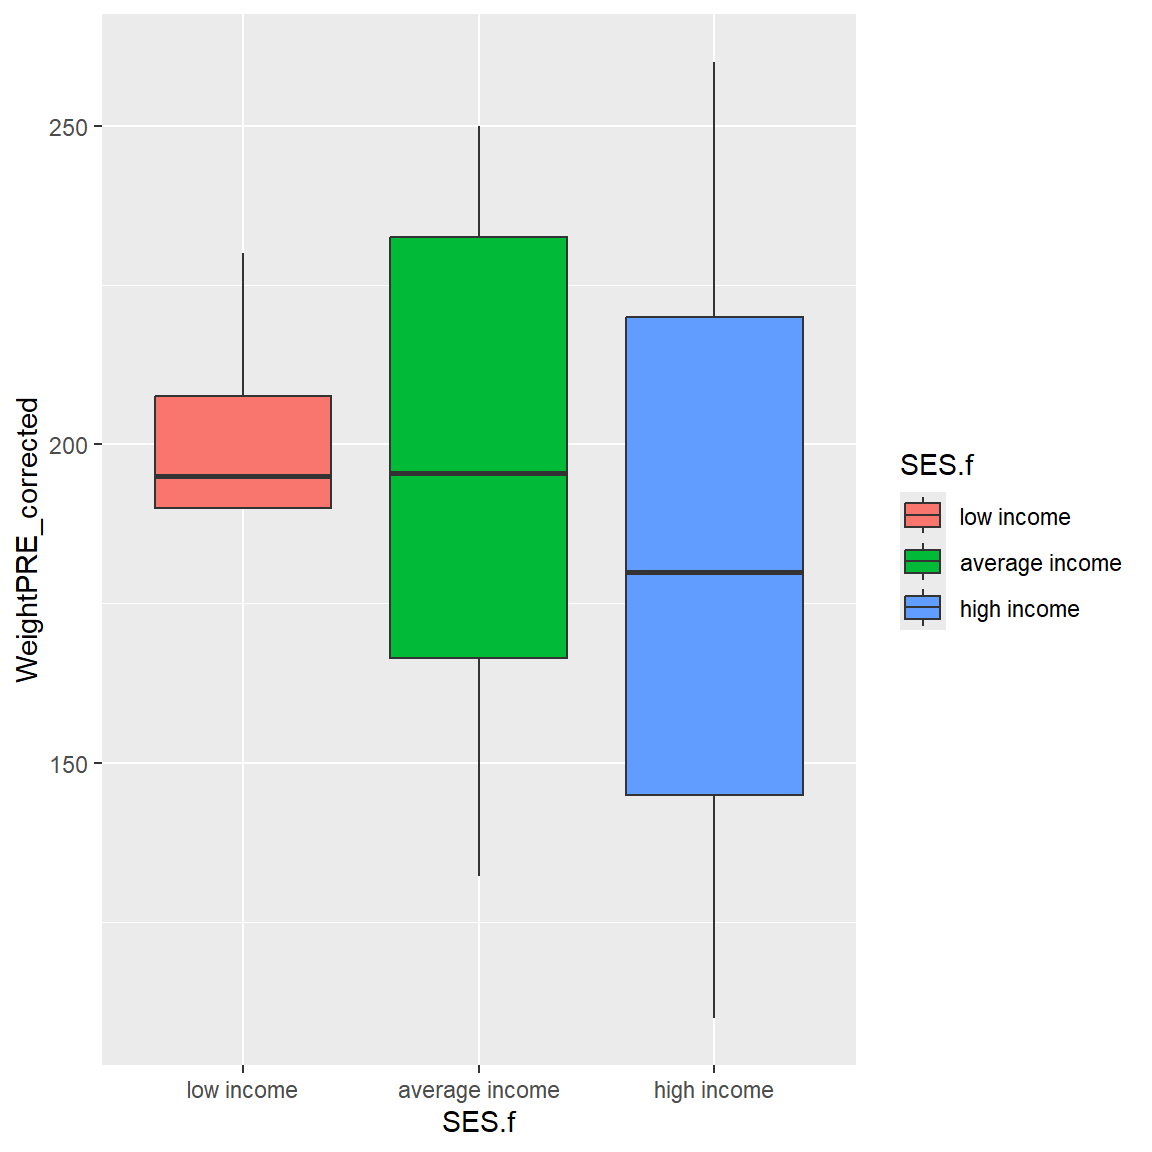 WeightPRE_corrected
250
200
150
low income
average income
high income
SES.f
SES.f
low income
average income
high income